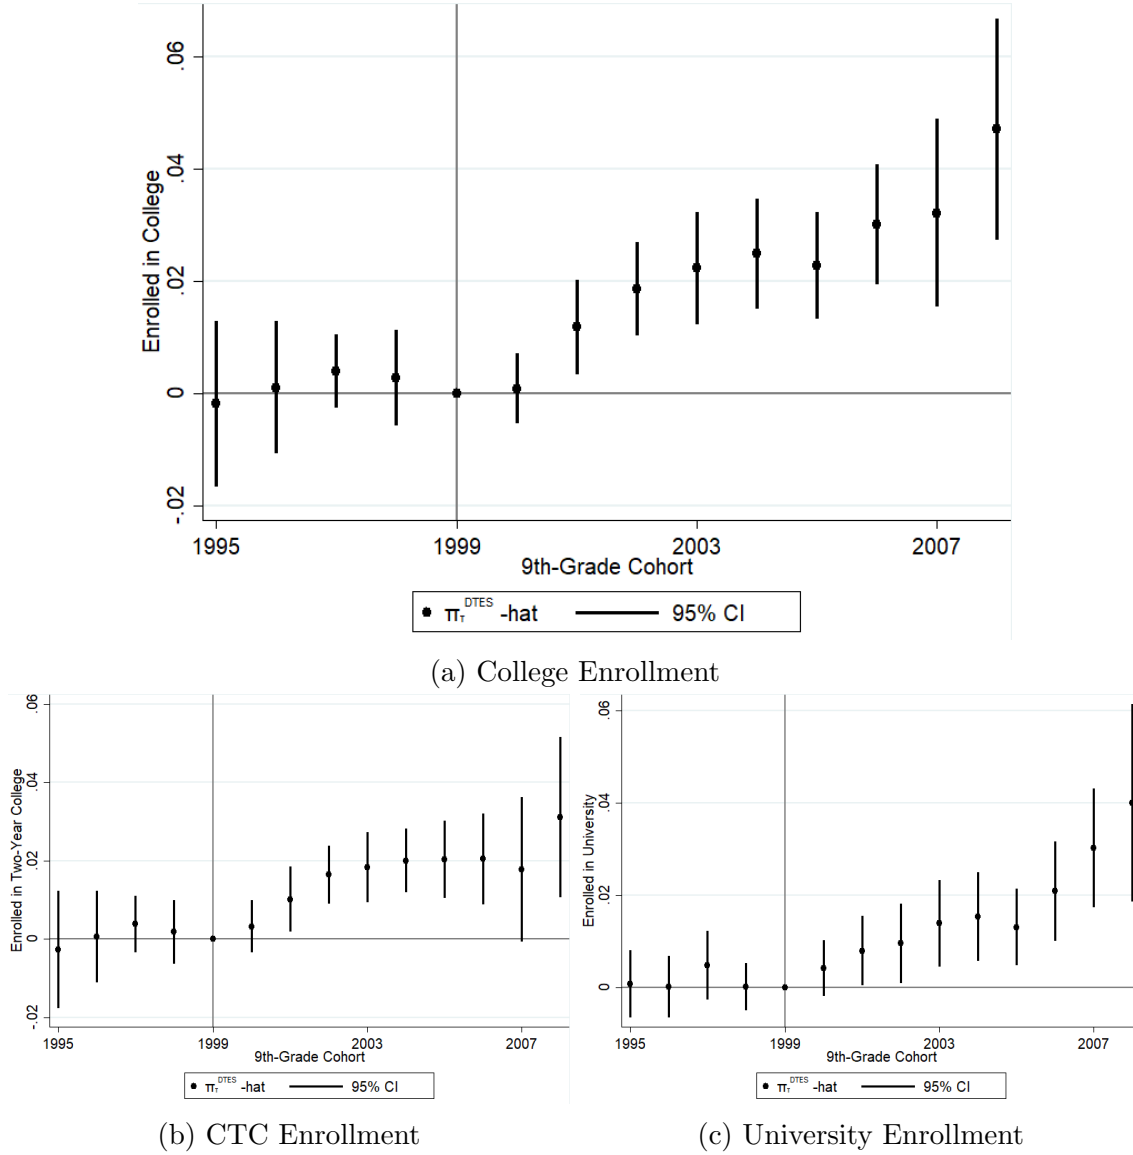 Enrolled in College
.06
.04
.02
0
-.02
1995 1999 2003 2007
9th-Grade Cohort
π_T^DTES -hat 95% CI
(a) College Enrollment
Enrolled in Two-Year College
.06
.04
.02
0
-.02
1995 1999 2003 2007
9th-Grade Cohort
π_T^DTES -hat 95% CI
(b) CTC Enrollment
Enrolled in University
.06
.04
.02
0
1995 1999 2003 2007
9th-Grade Cohort
π_T^DTES -hat 95% CI
(c) University Enrollment